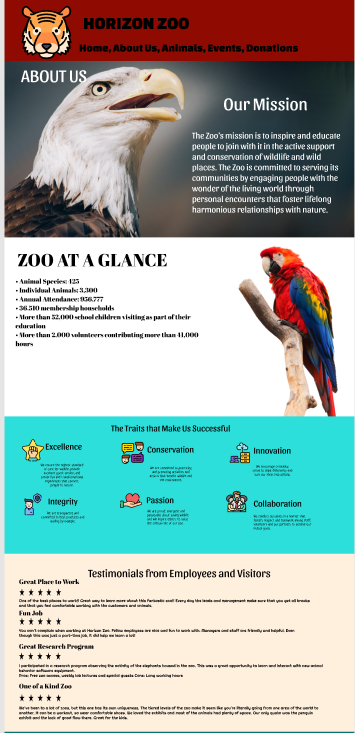 HORIZON ZOO
Home, About Us, Animals, Events, Donations
ABOUT US
Our Mission
The Zoo's mission is to inspire and educate
people to join with it in the active support
and conservation of wildlife and wild
places. The Zoo is committed to serving its
communities by engaging people with the
wonder of the living world through
personal encounters that foster lifelong
harmonious relationships with nature.
ZOO AT A GLANCE
• Animal Species: 425
• Individual Animals: 3,300
• Annual Attendance: 956,777
• 56,510 membership households
• More than 52,000 school children visiting as part of their
education
• More than 2,000 volunteers contributing more than 41,000
hours
The Traits that Make Us Successful
Excellence
Conservation
Innovation
Integrity
Passion
Collaboration
Testimonials from Employees and Visitors
Great Place to Work
One of the best places to work! Great way to learn more about this fantastic zoo! Every day the leads and management make sure that you get all breaks
and that you feel comfortable working with the customers and animals.
Fun Job
You can't complain when working at Horizon Zoo. Fellow employees are nice and fun to work with. Managers and staff are friendly and helpful. Even
though this was just a part-time job, it did help me learn a lot!
Great Research Program
I participated in a research program observing the activity of the elephants housed in the zoo. This was a great opportunity to learn and interact with new animal
behavior software equipment.
Pros: Free zoo access, weekly lab lectures and special guests Cons: Long working hours
One of a Kind Zoo
We've been to a lot of zoos, but this one has its own uniqueness. The tiered levels of the zoo make it seem like you're literally going from one area of the world to
another. It can be a workout, so wear comfortable shoes. We loved the exhibits and most of the animals had plenty of space. Our only qualm was the penguin
exhibit and the lack of good flow there. Great for the kids.